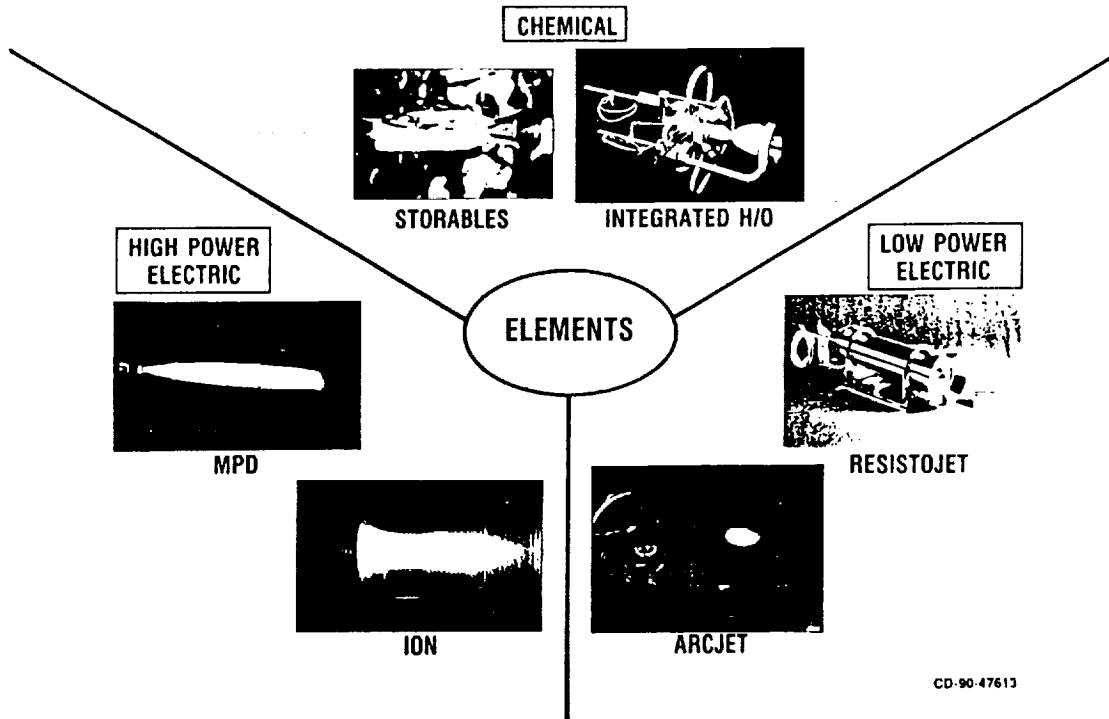 CHEMICAL
STORABLES
INTEGRATED H/O
HIGH POWER
ELECTRIC
LOW POWER
ELECTRIC
ELEMENTS
MPD
RESISTOJET
ION
ARCJET
CD-90-47613